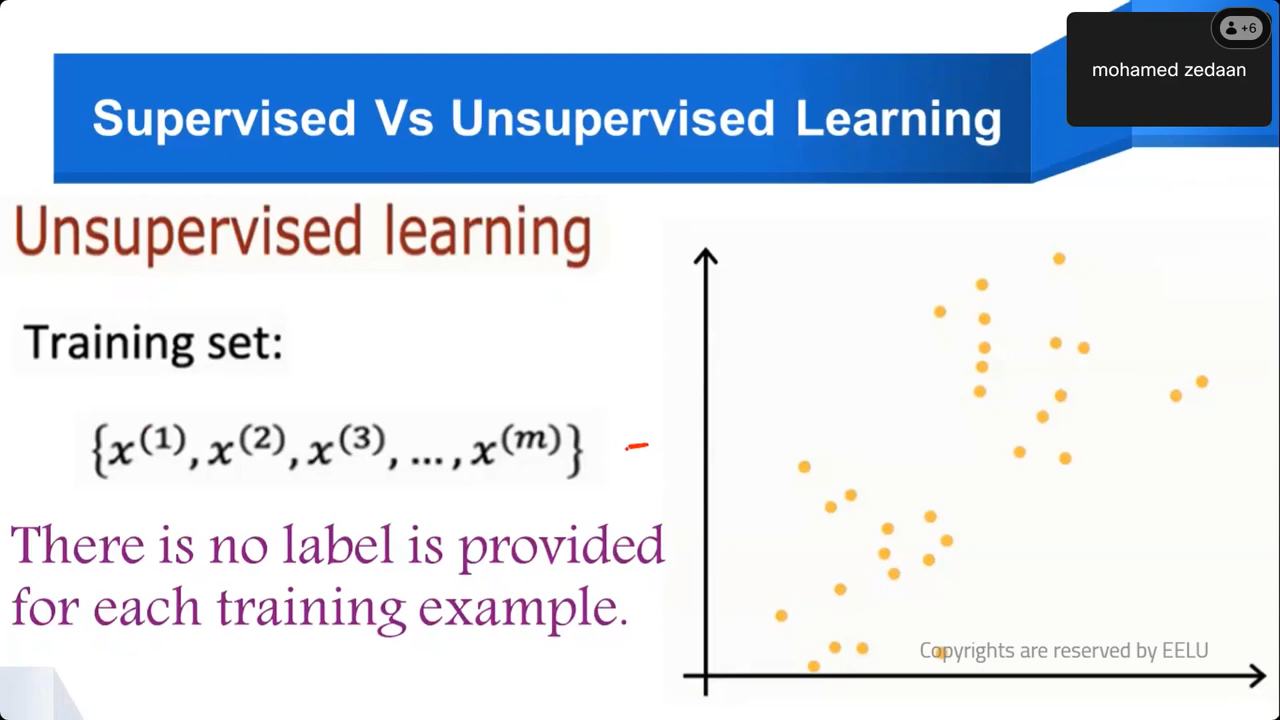 +6
mohamed zedaan
Supervised Vs Unsupervised Learning
Unsupervised learning
Training set:
{x⁽¹⁾, x⁽²⁾, x⁽³⁾, ..., x⁽ᵐ⁾}
There is no label is provided
for each training example.
Copyrights are reserved by EELU